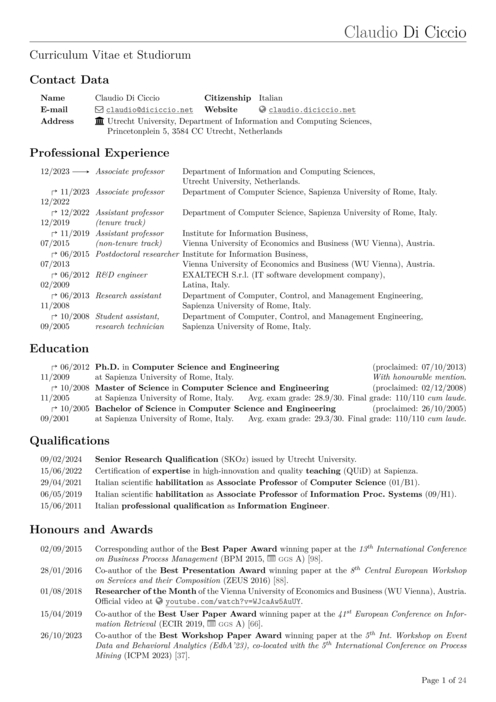 Claudio Di Ciccio
Curriculum Vitae et Studiorum
Contact Data
Name Claudio Di Ciccio Citizenship Italian
E-mail claudio@diciccio.net Website claudio.diciccio.net
Address Utrecht University, Department of Information and Computing Sciences,
Princetonplein 5, 3584 CC Utrecht, Netherlands
Professional Experience
12/2023 ⟶ Associate professor Department of Information and Computing Sciences,
Utrecht University, Netherlands.
↱ 11/2023 Associate professor Department of Computer Science, Sapienza University of Rome, Italy.
12/2022
↱ 12/2022 Assistant professor Department of Computer Science, Sapienza University of Rome, Italy.
12/2019 (tenure track)
↱ 11/2019 Assistant professor Institute for Information Business,
07/2015 (non-tenure track) Vienna University of Economics and Business (WU Vienna), Austria.
↱ 06/2015 Postdoctoral researcher Institute for Information Business,
07/2013 Vienna University of Economics and Business (WU Vienna), Austria.
↱ 06/2012 R&D engineer EXALTECH S.r.l. (IT software development company),
02/2009 Latina, Italy.
↱ 06/2013 Research assistant Department of Computer, Control, and Management Engineering,
11/2008 Sapienza University of Rome, Italy.
↱ 10/2008 Student assistant, Department of Computer, Control, and Management Engineering,
09/2005 research technician Sapienza University of Rome, Italy.
Education
↱ 06/2012 Ph.D. in Computer Science and Engineering (proclaimed: 07/10/2013)
11/2009 at Sapienza University of Rome, Italy. With honourable mention.
↱ 10/2008 Master of Science in Computer Science and Engineering (proclaimed: 02/12/2008)
11/2005 at Sapienza University of Rome, Italy. Avg. exam grade: 28.9/30. Final grade: 110/110 cum laude.
↱ 10/2005 Bachelor of Science in Computer Science and Engineering (proclaimed: 26/10/2005)
09/2001 at Sapienza University of Rome, Italy. Avg. exam grade: 29.3/30. Final grade: 110/110 cum laude.
Qualifications
09/02/2024 Senior Research Qualification (SKOz) issued by Utrecht University.
15/06/2022 Certification of expertise in high-innovation and quality teaching (QUiD) at Sapienza.
29/04/2021 Italian scientific habilitation as Associate Professor of Computer Science (01/B1).
06/05/2019 Italian scientific habilitation as Associate Professor of Information Proc. Systems (09/H1).
15/06/2011 Italian professional qualification as Information Engineer.
Honours and Awards
02/09/2015 Corresponding author of the Best Paper Award winning paper at the 13th International Conference
on Business Process Management (BPM 2015, GGS A) [98].
28/01/2016 Co-author of the Best Presentation Award winning paper at the 8th Central European Workshop
on Services and their Composition (ZEUS 2016) [88].
01/08/2018 Researcher of the Month of the Vienna University of Economics and Business (WU Vienna), Austria.
Official video at youtube.com/watch?v=WJcaAw5AuUY.
15/04/2019 Co-author of the Best User Paper Award winning paper at the 41st European Conference on Infor-
mation Retrieval (ECIR 2019, GGS A) [66].
26/10/2023 Co-author of the Best Workshop Paper Award winning paper at the 5th Int. Workshop on Event
Data and Behavioral Analytics (EdbA'23), co-located with the 5th International Conference on Process
Mining (ICPM 2023) [37].
Page 1 of 24